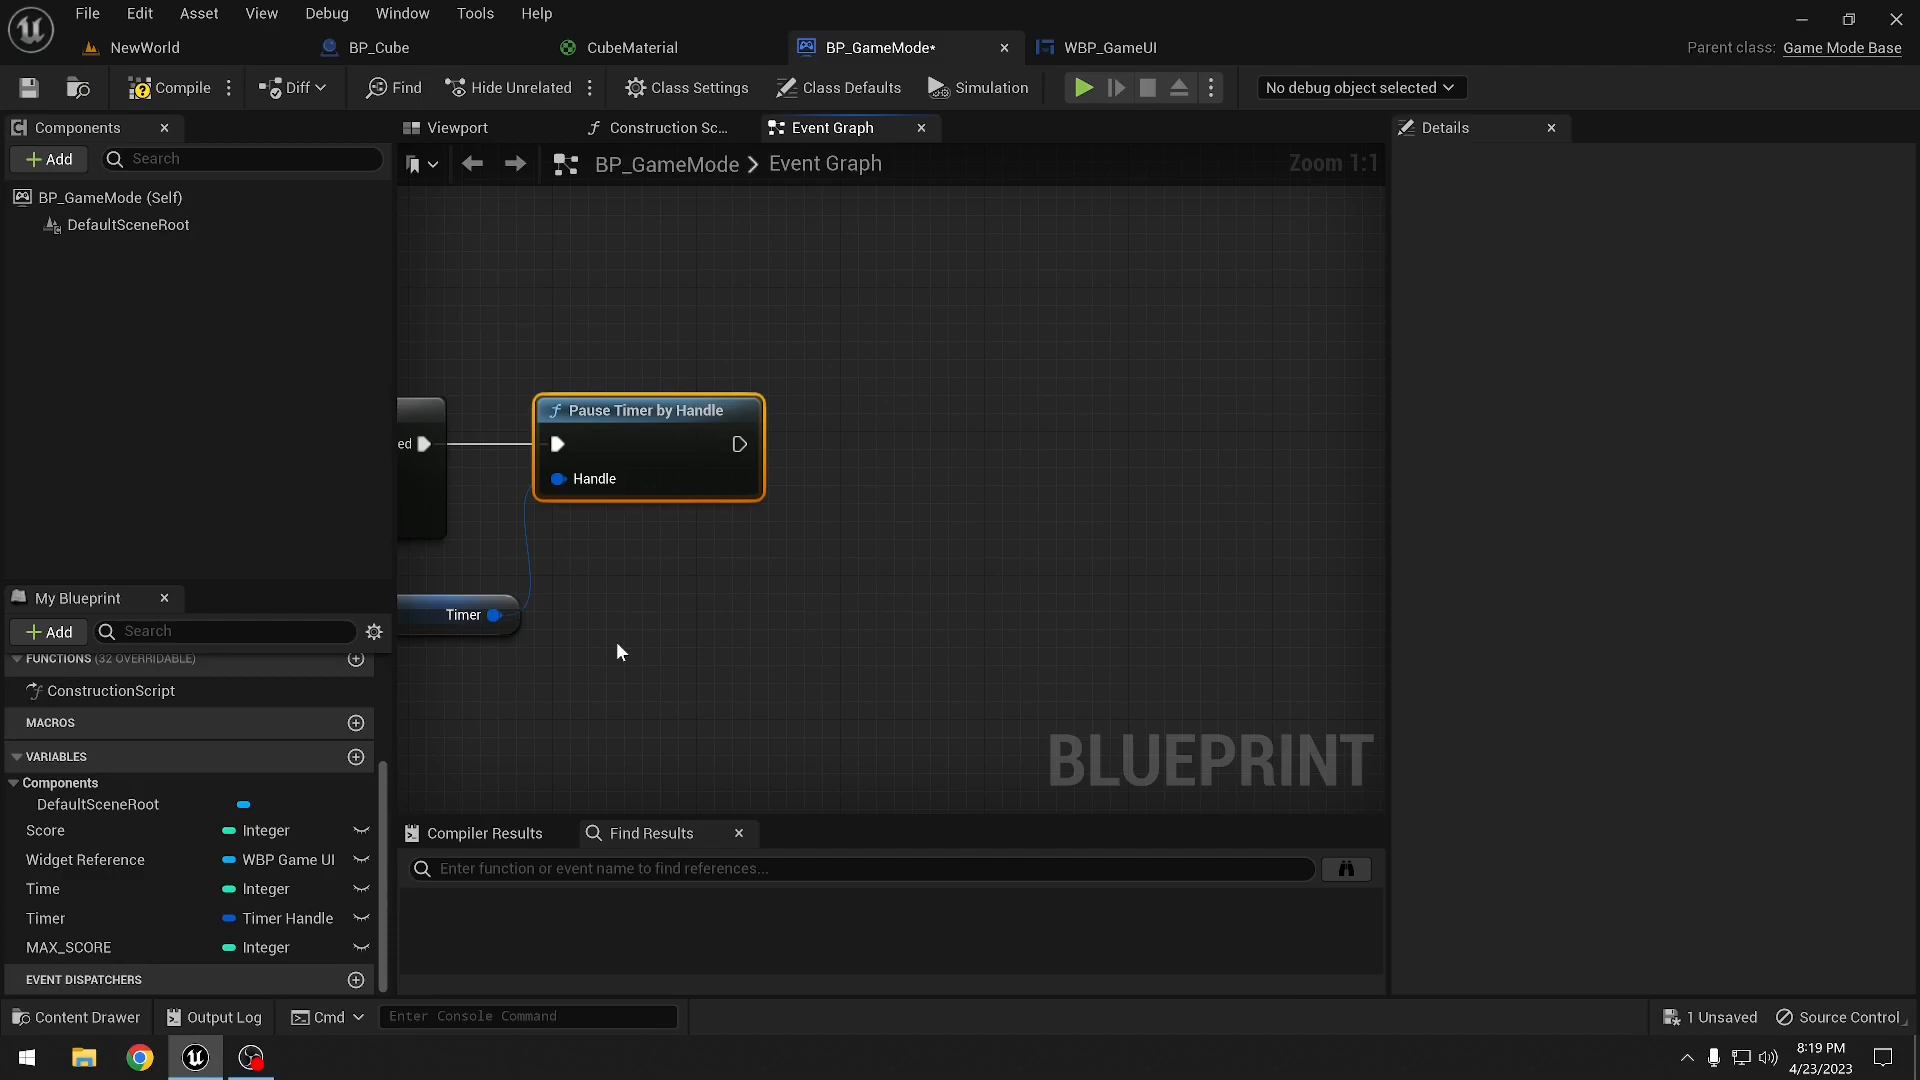 File Edit Asset View Debug Window Tools Help
NewWorld BP_Cube CubeMaterial BP_GameMode* WBP_GameUI Parent class: Game Mode Base
Compile Diff Find Hide Unrelated Class Settings Class Defaults Simulation No debug object selected
Components Viewport Construction Sc... Event Graph Details
Add Search BP_GameMode Event Graph Zoom 1:1
BP_GameMode (Self)
DefaultSceneRoot
Pause Timer by Handle
ed
Handle
Timer
My Blueprint
Add Search
FUNCTIONS (32 OVERRIDABLE)
ConstructionScript
MACROS
VARIABLES
BLUEPRINT
Components
DefaultSceneRoot
Score Integer
Widget Reference WBP Game UI
Time Integer
Timer Timer Handle
MAX_SCORE Integer
EVENT DISPATCHERS
Compiler Results Find Results
Enter function or event name to find references...
Content Drawer Output Log Cmd Enter Console Command 1 Unsaved Source Control
8:19 PM
4/23/2023